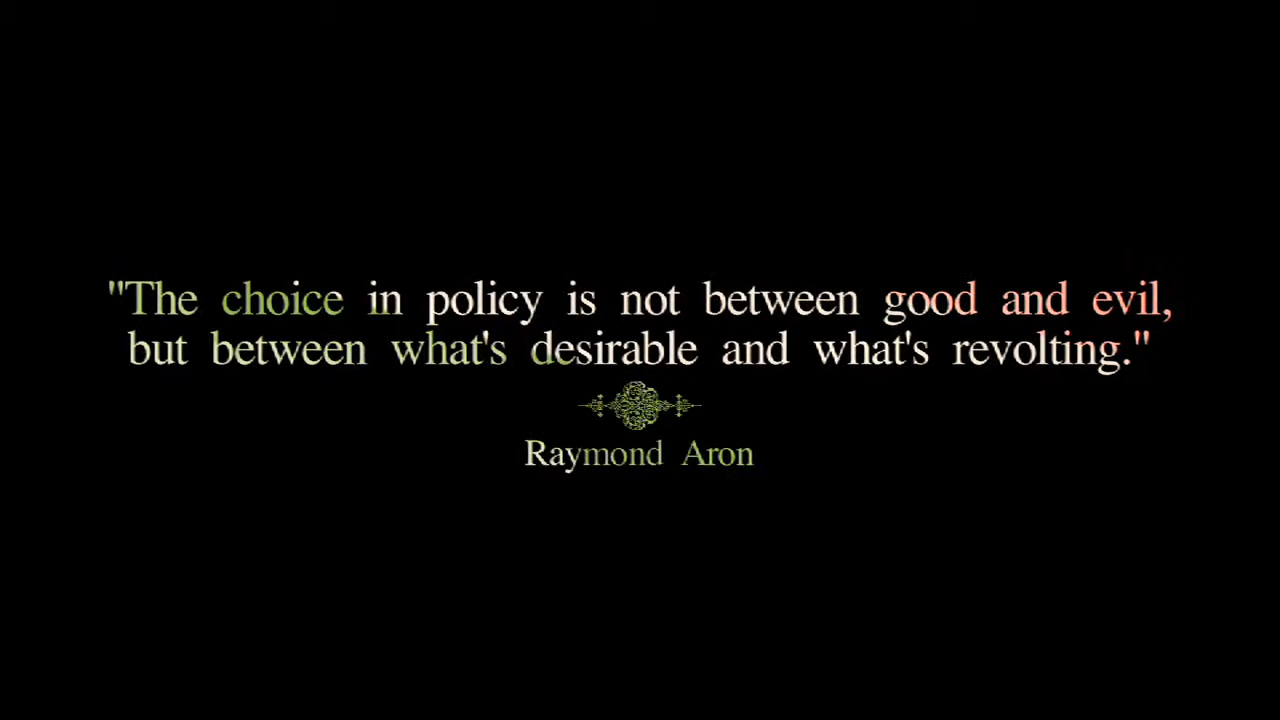 "The choice in policy is not between good and evil,
but between what's desirable and what's revolting."
Raymond Aron